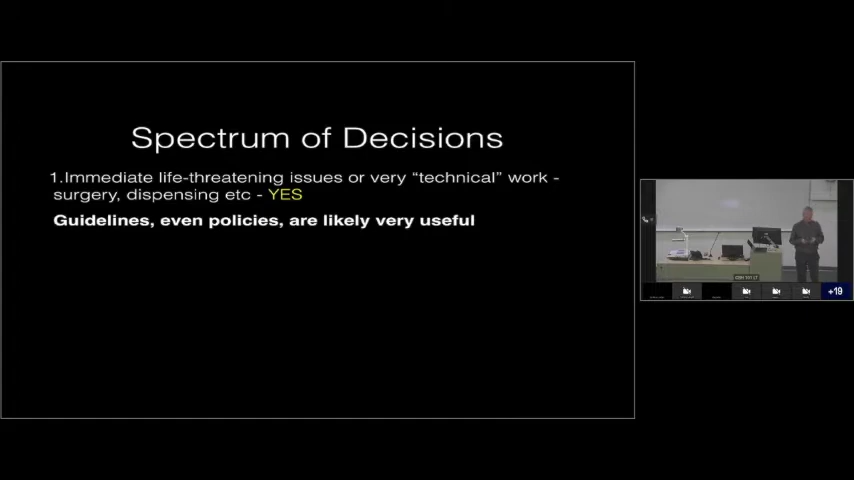 Spectrum of Decisions
1.Immediate life-threatening issues or very “technical” work -
surgery, dispensing etc - YES
Guidelines, even policies, are likely very useful
+19